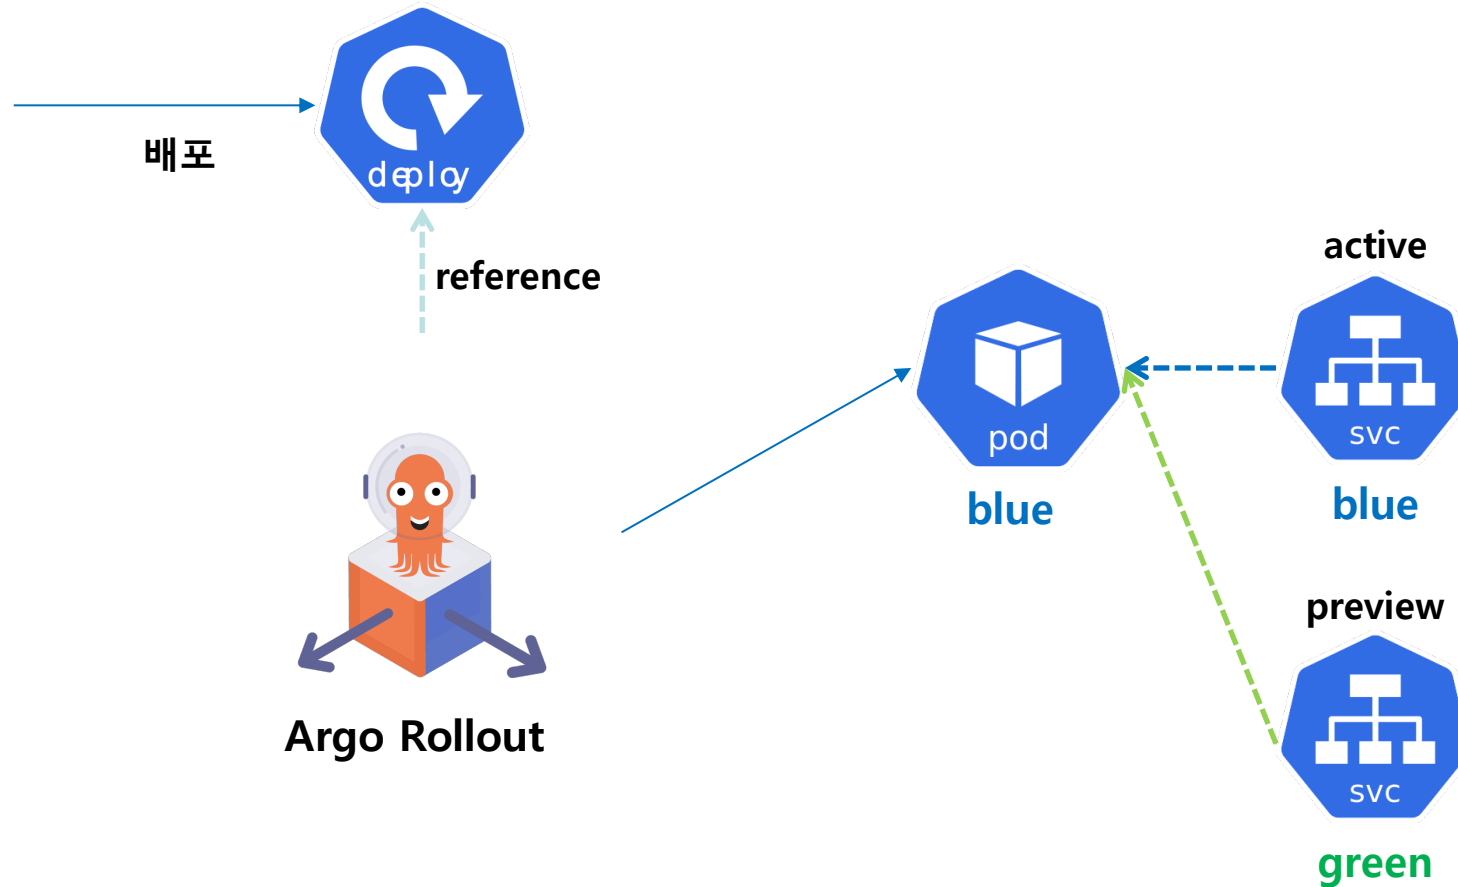 배포
deploy
reference
active
pod
svc
blue
blue
preview
svc
Argo Rollout
green